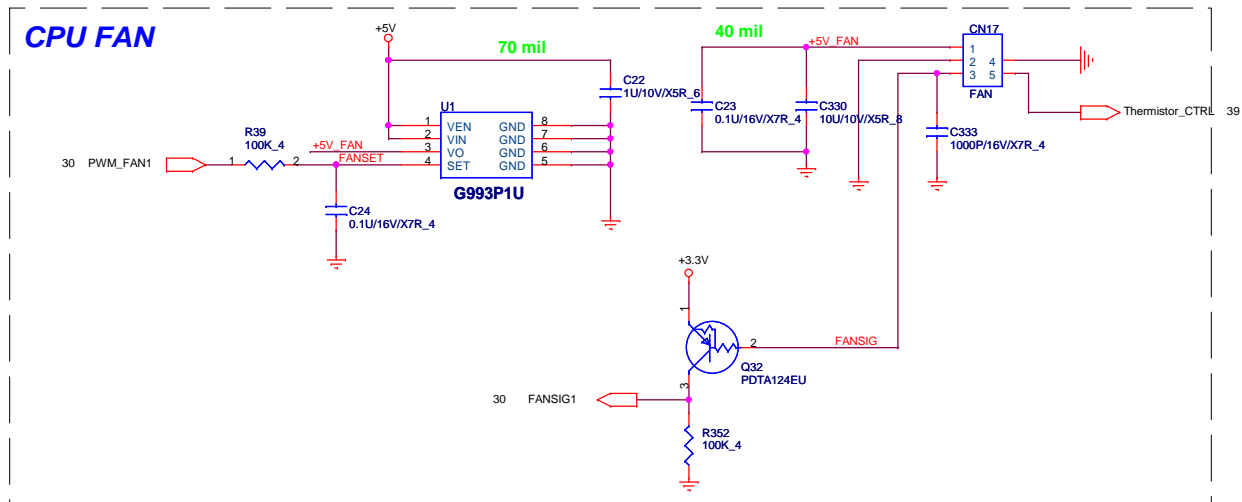 CPU FAN
+5V
70 mil
40 mil
+5V_FAN
CN17
1
2
3
4
5
FAN
C22
1U/10V/X5R_6
C23
0.1U/16V/X7R_4
C330
10U/10V/X5R_8
C333
1000P/16V/X7R_4
Thermistor_CTRL 39
U1
1 VEN GND 8
2 VIN GND 7
3 VO GND 6
4 SET GND 5
G993P1U
+5V_FAN
FANSET
R39
100K_4
30 PWM_FAN1
1 2
C24
0.1U/16V/X7R_4
+3.3V
1
2
FANSIG
Q32
PDTA124EU
3
30 FANSIG1
R352
100K_4